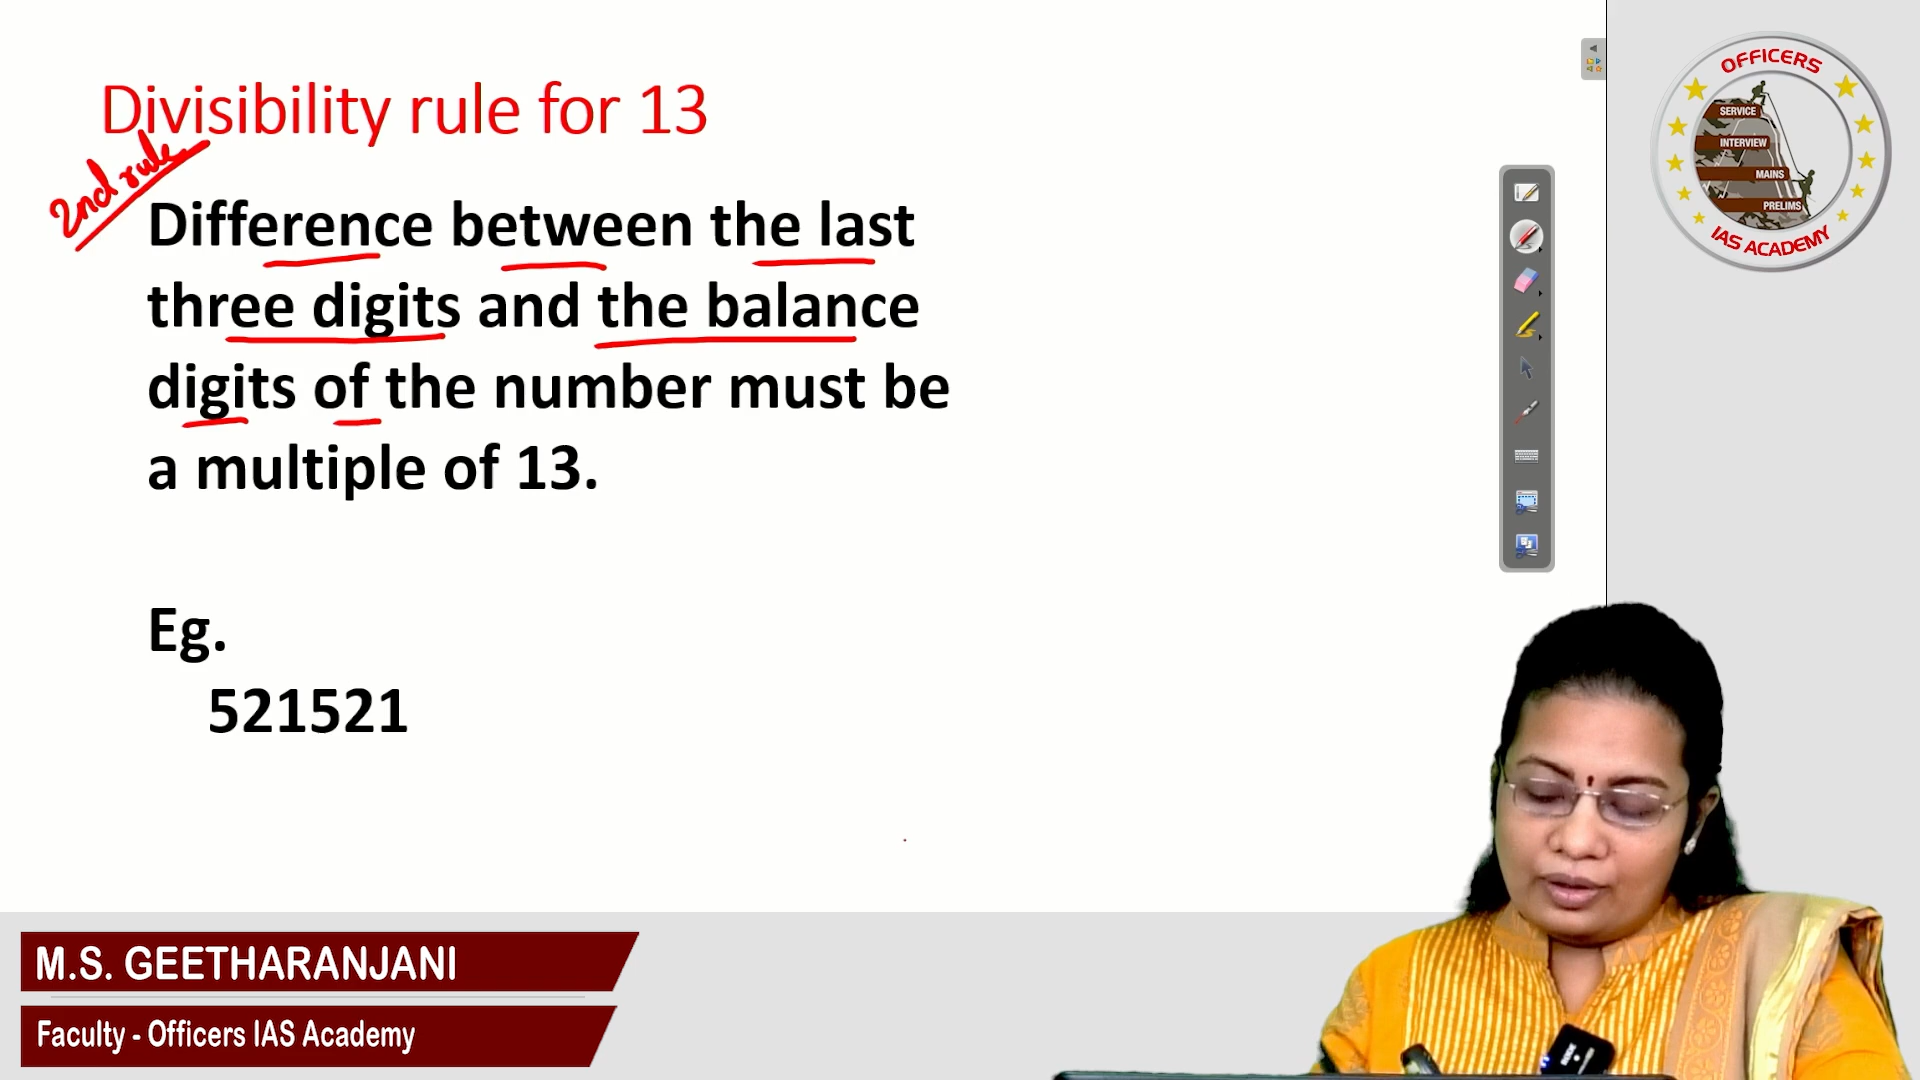 Divisibility rule for 13
2nd rule
Difference between the last
three digits and the balance
digits of the number must be
a multiple of 13.
Eg.
521521
OFFICERS
SERVICE
INTERVIEW
MAINS
PRELIMS
IAS ACADEMY
M.S. GEETHARANJANI
Faculty - Officers IAS Academy